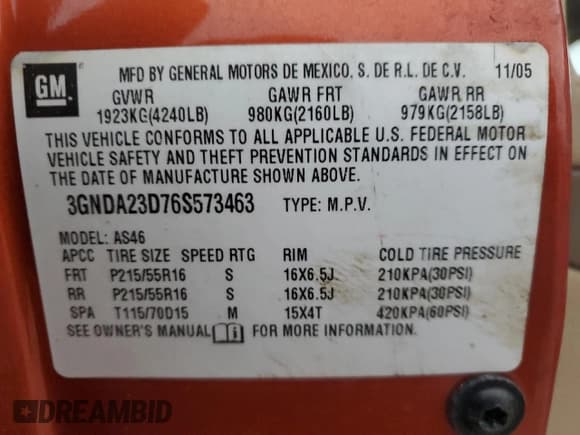 GM
MFD BY GENERAL MOTORS DE MEXICO, S. DE R.L. DE C.V. 11/05
GVWR GAWR FRT GAWR RR
1923KG(4240LB) 980KG(2160LB) 979KG(2158LB)
THIS VEHICLE CONFORMS TO ALL APPLICABLE U.S. FEDERAL MOTOR
VEHICLE SAFETY AND THEFT PREVENTION STANDARDS IN EFFECT ON
THE DATE OF MANUFACTURE SHOWN ABOVE.
3GNDA23D76S573463 TYPE: M.P.V.
MODEL: AS46
APCC TIRE SIZE SPEED RTG RIM COLD TIRE PRESSURE
FRT P215/55R16 S 16X6.5J 210KPA(30PSI)
RR P215/55R16 S 16X6.5J 210KPA(30PSI)
SPA T115/70D15 M 15X4T 420KPA(60PSI)
SEE OWNER'S MANUAL i FOR MORE INFORMATION.
DREAMBID